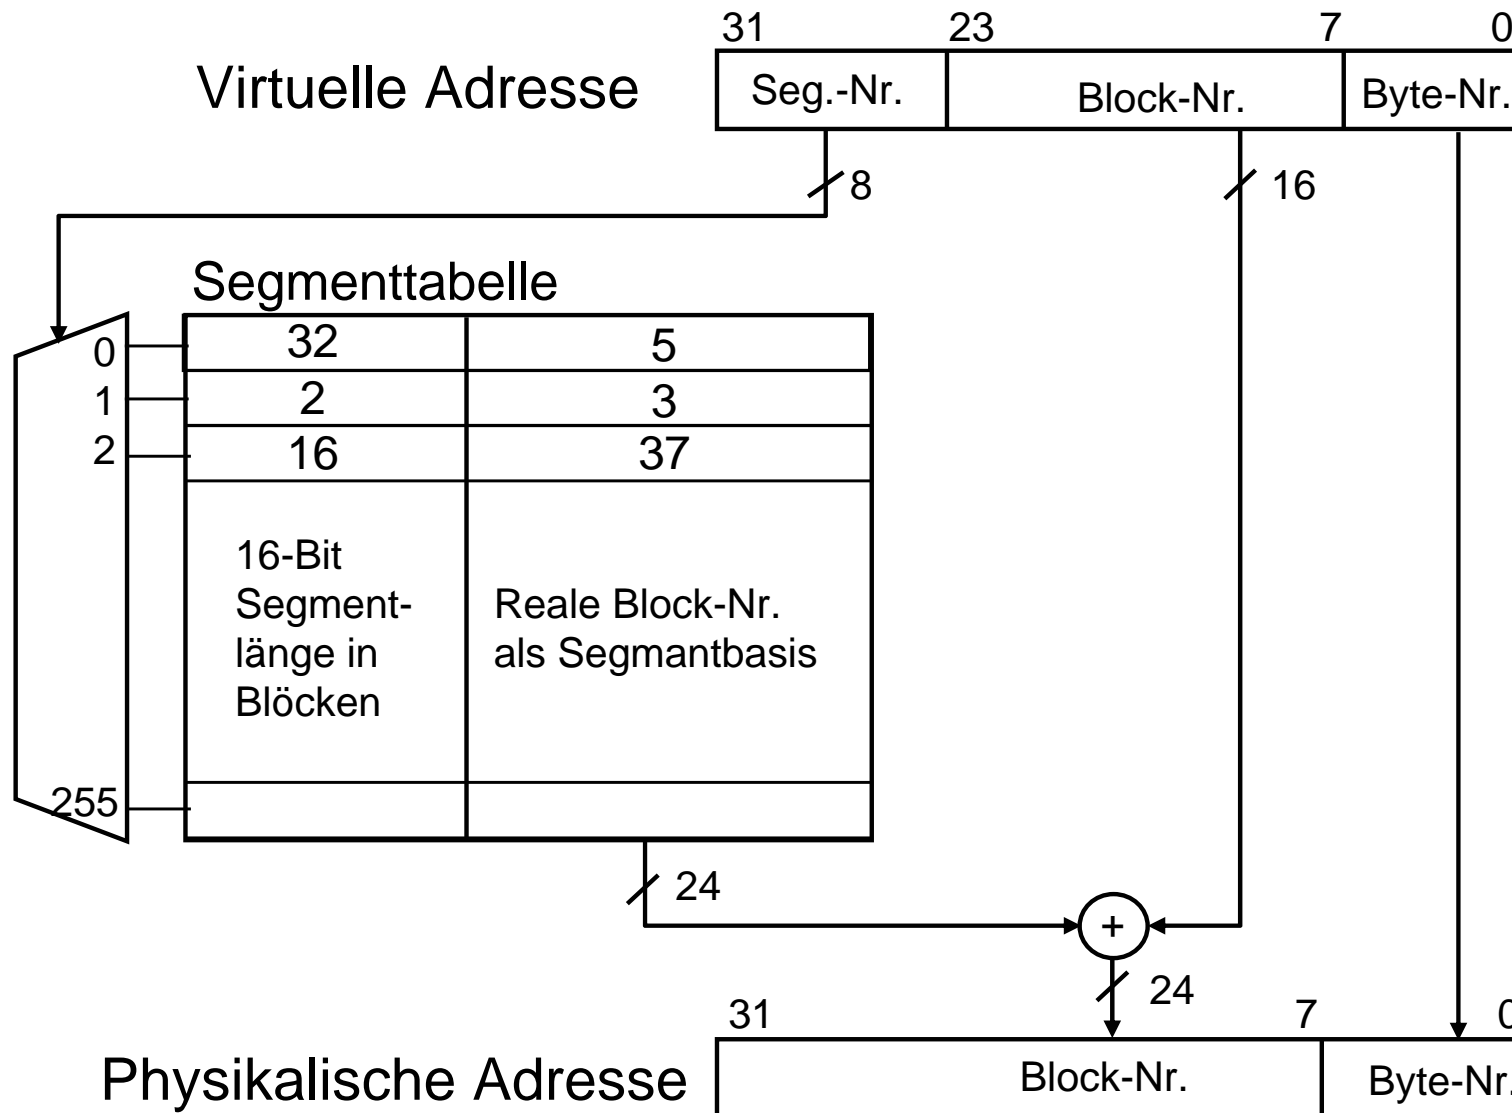 31 23 7 0
Virtuelle Adresse
Seg.-Nr. Block-Nr. Byte-Nr.
8 16
Segmenttabelle
0 32 5
1 2 3
2 16 37
16-Bit
Segment-
länge in
Blöcken
Reale Block-Nr.
als Segmantbasis
255
24
+
24
31 7 0
Physikalische Adresse
Block-Nr. Byte-Nr.